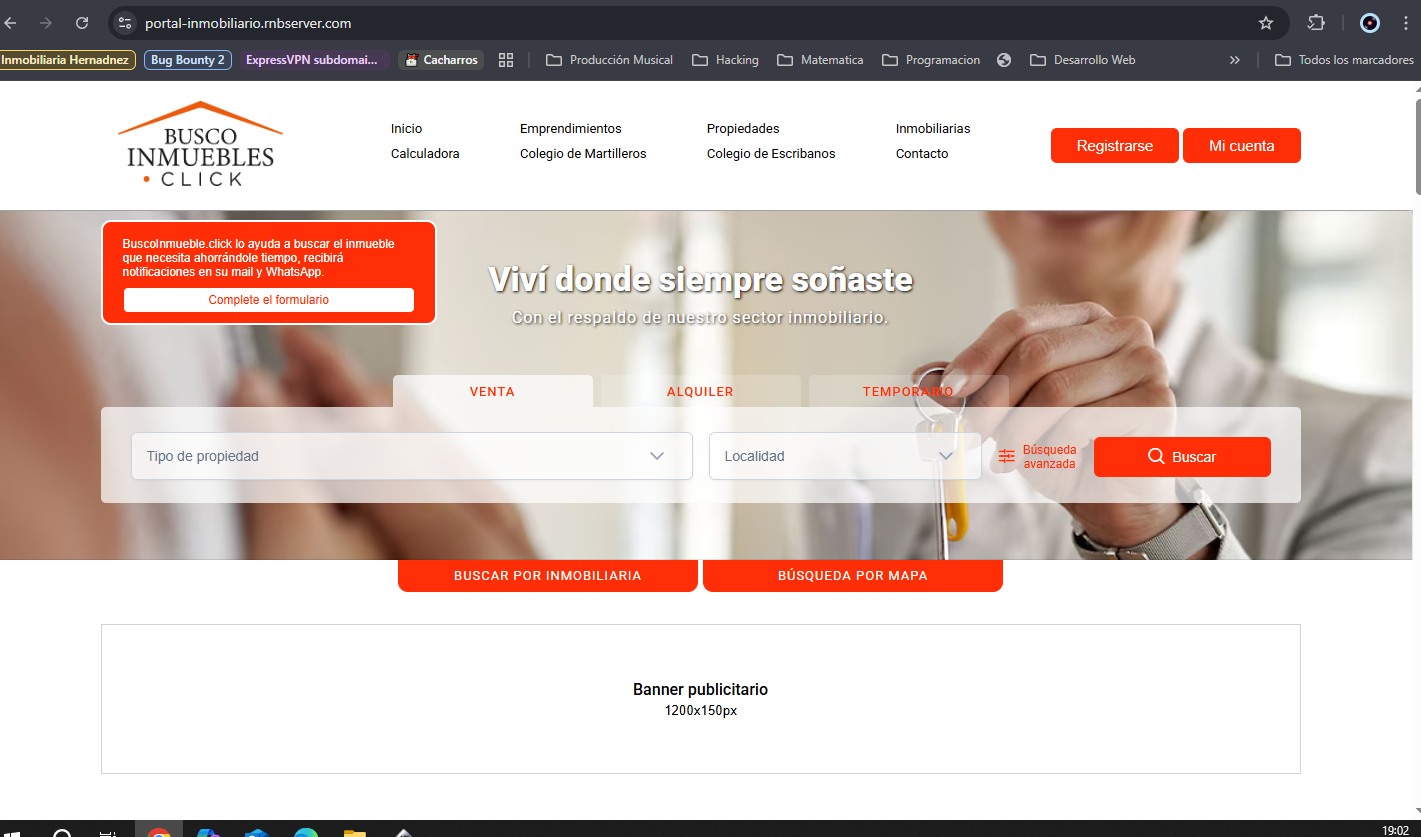 portal-inmobiliario.rnbserver.com
Inmobiliaria Hernadnez
Bug Bounty 2
ExpressVPN subdomai...
Cacharros
Producción Musical
Hacking
Matematica
Programacion
Desarrollo Web
Todos los marcadores
BUSCO
INMUEBLES
• CLICK
Inicio
Emprendimientos
Propiedades
Inmobiliarias
Calculadora
Colegio de Martilleros
Colegio de Escribanos
Contacto
Registrarse
Mi cuenta
BuscoInmueble.click lo ayuda a buscar el inmueble
que necesita ahorrándole tiempo, recibirá
notificaciones en su mail y WhatsApp.
Complete el formulario
Viví donde siempre soñaste
Con el respaldo de nuestro sector inmobiliario.
VENTA
ALQUILER
TEMPORARIO
Tipo de propiedad
Localidad
Búsqueda
avanzada
Buscar
BUSCAR POR INMOBILIARIA
BÚSQUEDA POR MAPA
Banner publicitario
1200x150px
19:02